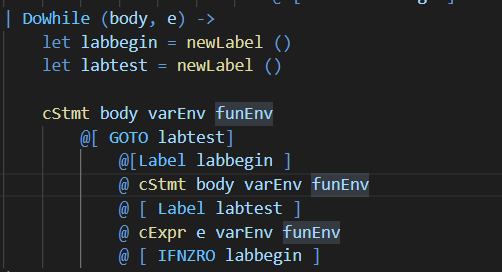 | DoWhile (body, e) ->
let labbegin = newLabel ()
let labtest = newLabel ()
cStmt body varEnv funEnv
@[ GOTO labtest]
@[Label labbegin ]
@ cStmt body varEnv funEnv
@ [ Label labtest ]
@ cExpr e varEnv funEnv
@ [ IFNZRO labbegin ]